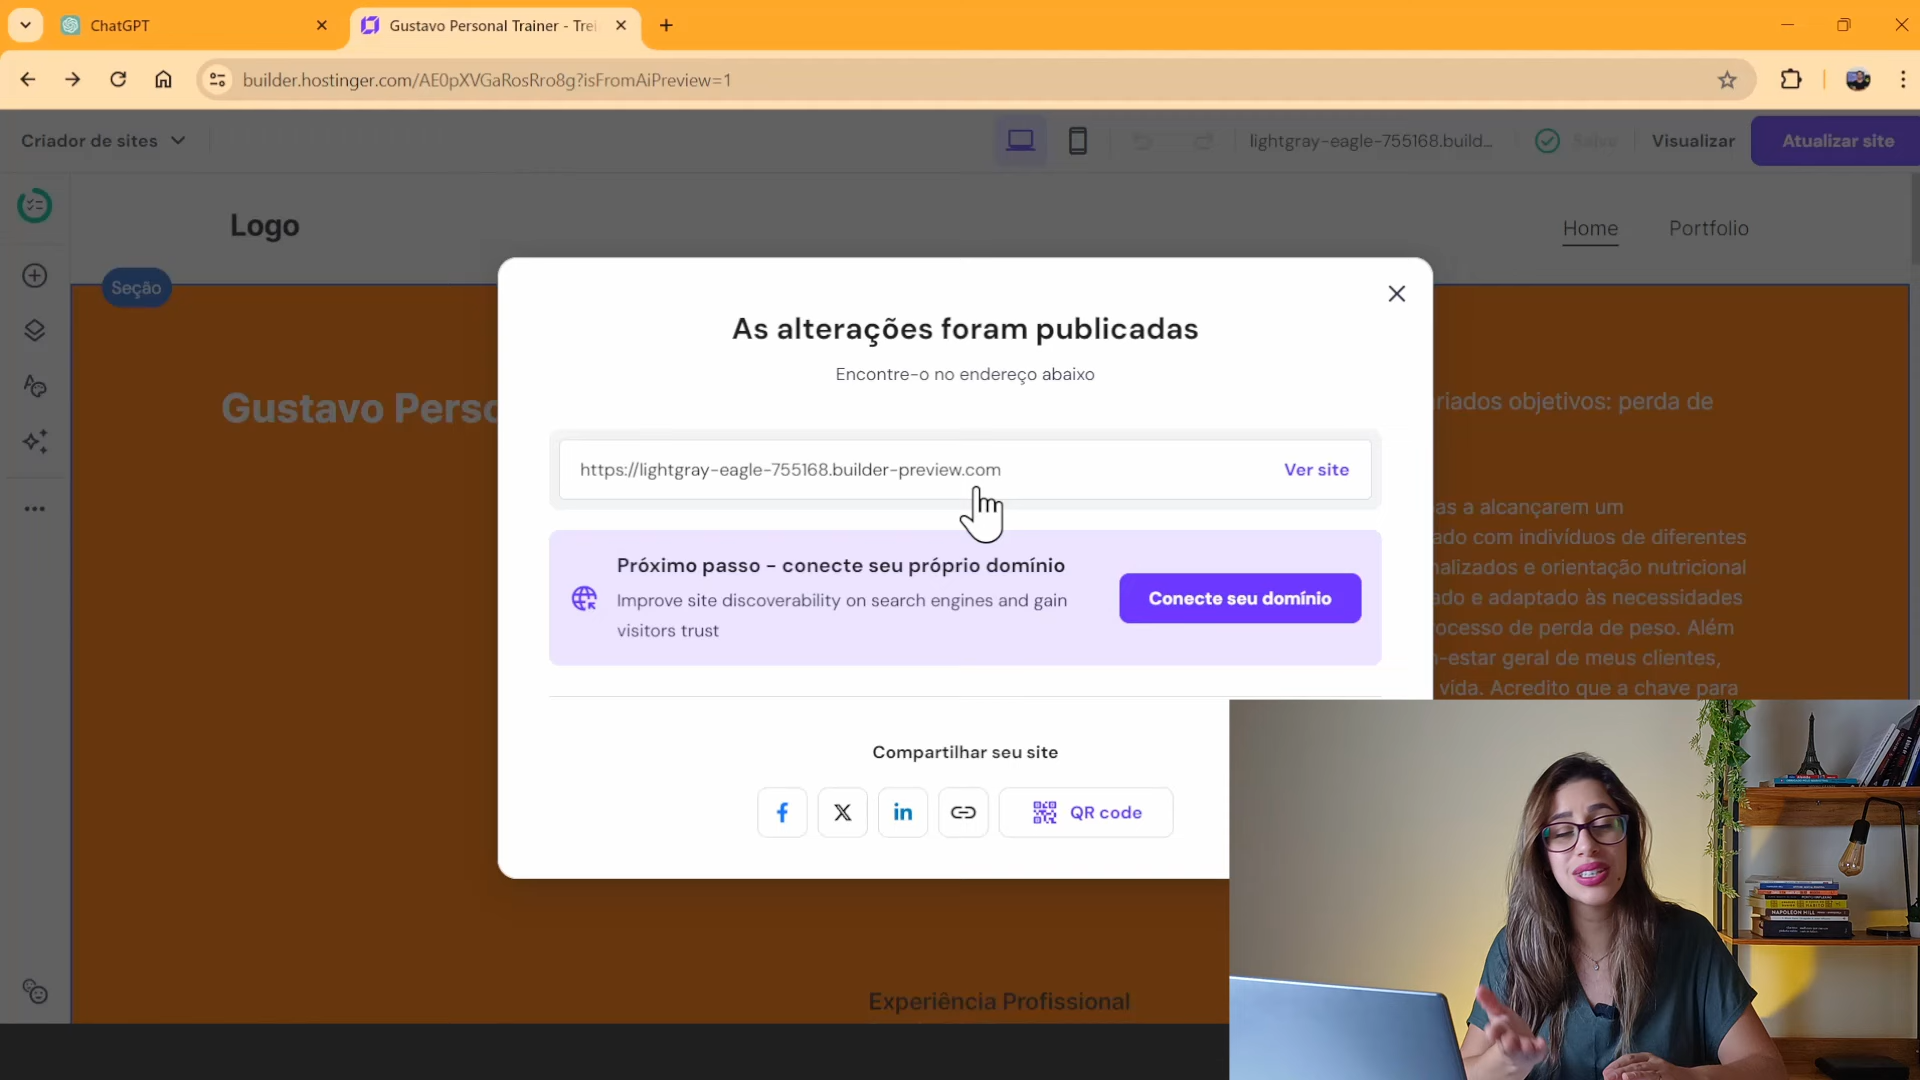 ChatGPT
Gustavo Personal Trainer - Trei
builder.hostinger.com/AE0pXVGaRosRro8g?isFromAiPreview=1
Criador de sites
lightgray-eagle-755168.build...
Salvo
Visualizar
Atualizar site
Logo
Home
Portfolio
Seção
Gustavo Perso
As alterações foram publicadas
Encontre-o no endereço abaixo
https://lightgray-eagle-755168.builder-preview.com
Ver site
Próximo passo - conecte seu próprio domínio
Improve site discoverability on search engines and gain
visitors trust
Conecte seu domínio
Compartilhar seu site
QR code
riados objetivos: perda de
as a alcançarem um
ado com indivíduos de diferentes
nalizados e orientação nutricional
ado e adaptado às necessidades
ocesso de perda de peso. Além
-estar geral de meus clientes,
vida. Acredito que a chave para
Experiência Profissional
NAPOLEON HILL